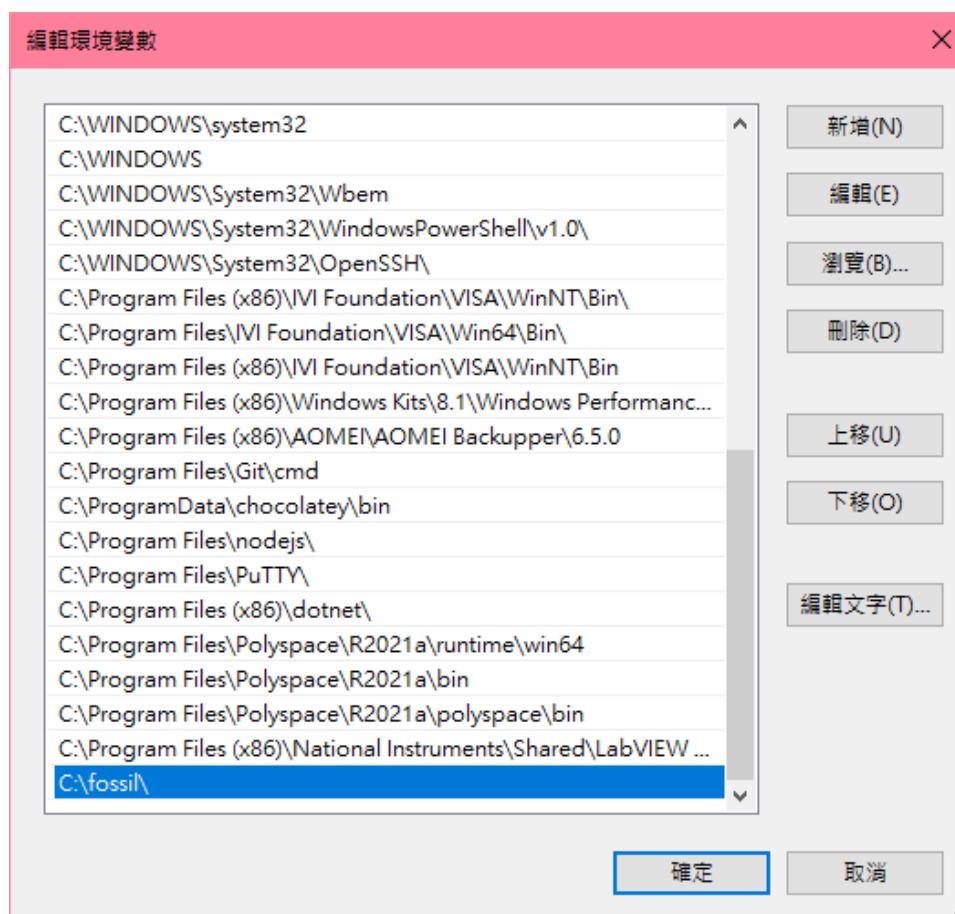 編輯環境變數
C:\WINDOWS\system32
C:\WINDOWS
C:\WINDOWS\System32\Wbem
C:\WINDOWS\System32\WindowsPowerShell\v1.0\
C:\WINDOWS\System32\OpenSSH\
C:\Program Files (x86)\IVI Foundation\VISA\WinNT\Bin\
C:\Program Files\IVI Foundation\VISA\Win64\Bin\
C:\Program Files (x86)\IVI Foundation\VISA\WinNT\Bin
C:\Program Files (x86)\Windows Kits\8.1\Windows Performanc...
C:\Program Files (x86)\AOMEI\AOMEI Backupper\6.5.0
C:\Program Files\Git\cmd
C:\ProgramData\chocolatey\bin
C:\Program Files\nodejs\
C:\Program Files\PuTTY\
C:\Program Files (x86)\dotnet\
C:\Program Files\Polyspace\R2021a\runtime\win64
C:\Program Files\Polyspace\R2021a\bin
C:\Program Files\Polyspace\R2021a\polyspace\bin
C:\Program Files (x86)\National Instruments\Shared\LabVIEW ...
C:\fossil\
新增(N)
編輯(E)
瀏覽(B)...
刪除(D)
上移(U)
下移(O)
編輯文字(T)...
確定
取消